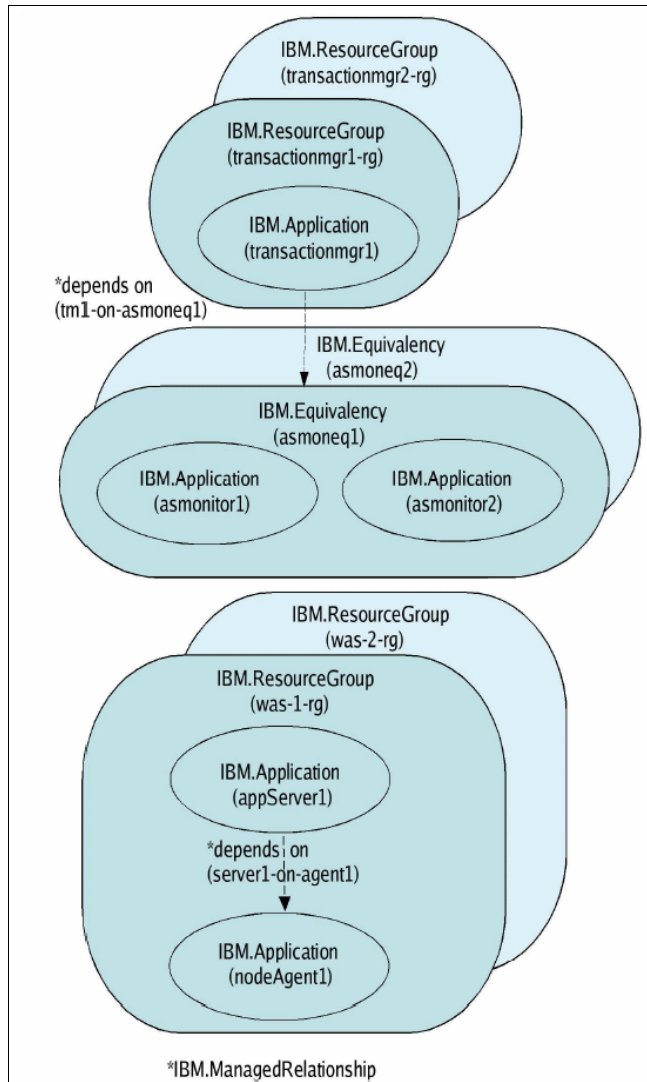 IBM.ResourceGroup
(transactionmgr2-rg)
IBM.ResourceGroup
(transactionmgr1-rg)
IBM.Application
(transactionmgr1)
*depends on
(tm1-on-asmoneq1)
IBM.Equivalency
(asmoneq2)
IBM.Equivalency
(asmoneq1)
IBM.Application
(asmonitor1)
IBM.Application
(asmonitor2)
IBM.ResourceGroup
(was-2-rg)
IBM.ResourceGroup
(was-1-rg)
IBM.Application
(appServer1)
*depends on
(server1-on-agent1)
IBM.Application
(nodeAgent1)
*IBM.ManagedRelationship